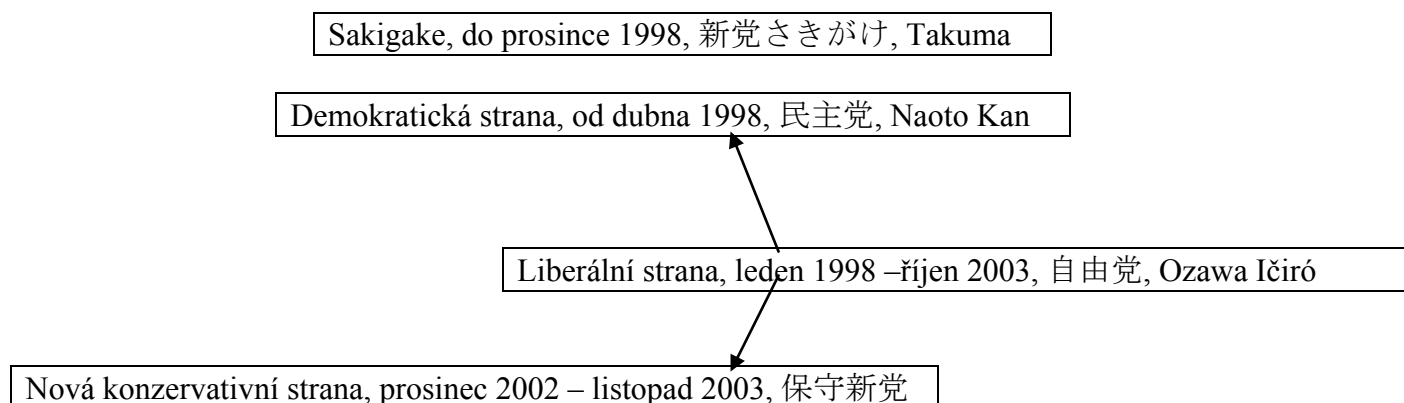 Sakigake, do prosince 1998, 新党さきがけ, Takuma
Demokratická strana, od dubna 1998, 民主党, Naoto Kan
Liberální strana, leden 1998 –říjen 2003, 自由党, Ozawa Ičiró
Nová konzervativní strana, prosinec 2002 – listopad 2003, 保守新党